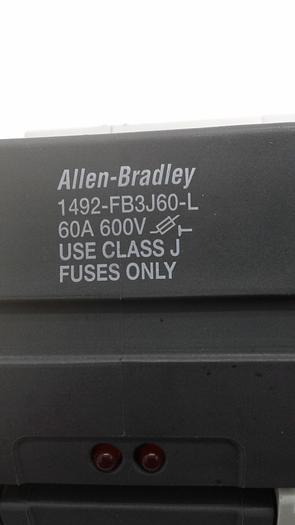 Allen-Bradley
1492-FB3J60-L
60A 600V
USE CLASS J
FUSES ONLY